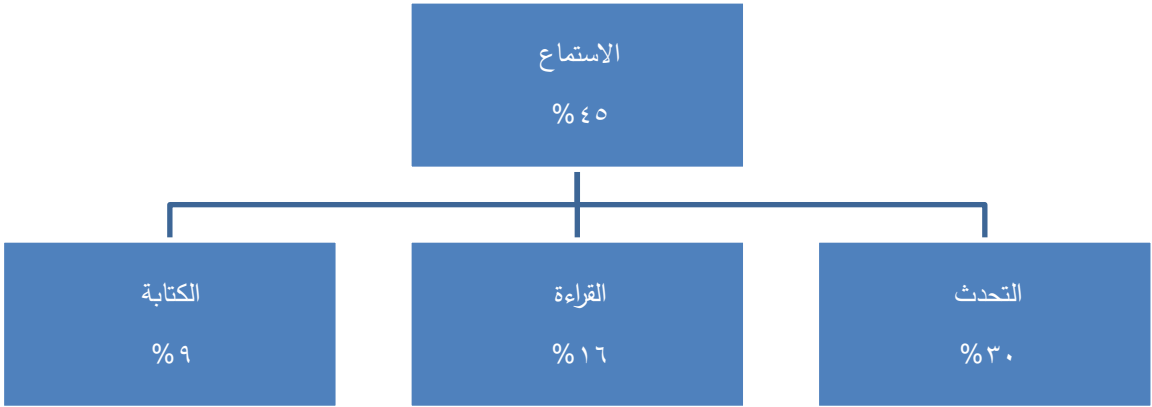 الاستماع
%٤٥
التحدث
%٣٠
القراءة
%١٦
الكتابة
%٩